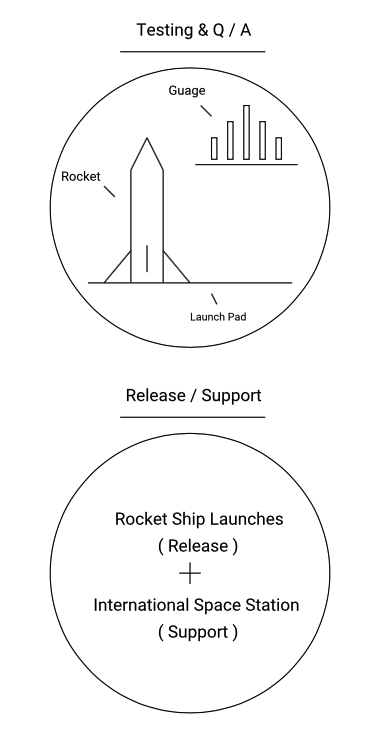 Testing & Q / A
Guage
Rocket
Launch Pad
Release / Support
Rocket Ship Launches
( Release )
+
International Space Station
( Support )